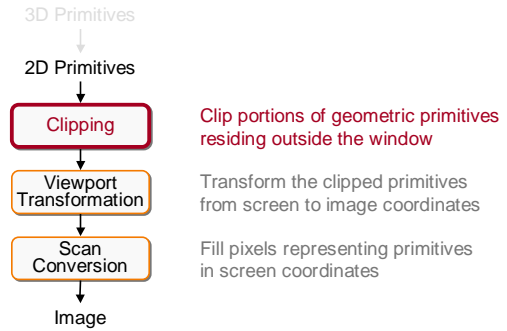 3D Primitives
2D Primitives
Clipping
Clip portions of geometric primitives
residing outside the window
Viewport
Transformation
Transform the clipped primitives
from screen to image coordinates
Scan
Conversion
Fill pixels representing primitives
in screen coordinates
Image